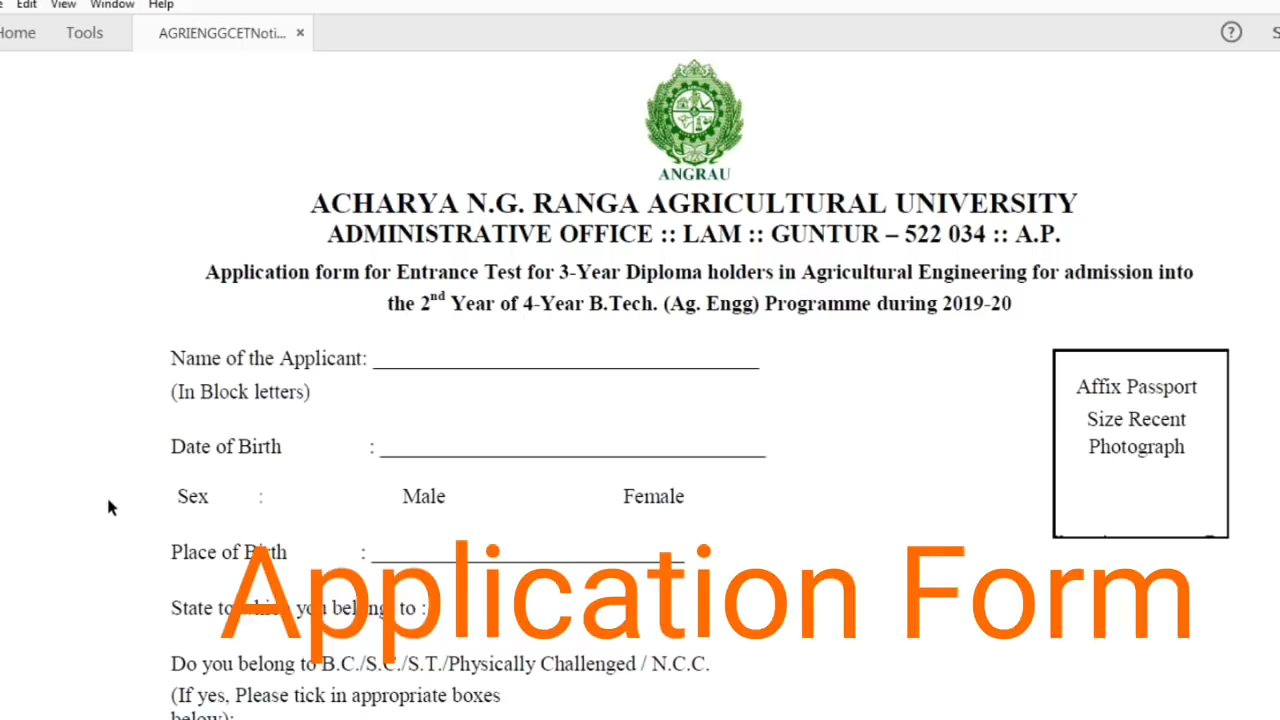 Edit View Window Help
Home Tools AGRIENGGCETNoti... ×
?
ANGRAU
ACHARYA N.G. RANGA AGRICULTURAL UNIVERSITY
ADMINISTRATIVE OFFICE :: LAM :: GUNTUR – 522 034 :: A.P.
Application form for Entrance Test for 3-Year Diploma holders in Agricultural Engineering for admission into
the 2nd Year of 4-Year B.Tech. (Ag. Engg) Programme during 2019-20
Name of the Applicant:
(In Block letters)
Affix Passport
Size Recent
Photograph
Date of Birth :
Sex : Male Female
Place of Birth :
Application Form
State to which you belong to :
Do you belong to B.C./S.C./S.T./Physically Challenged / N.C.C.
(If yes, Please tick in appropriate boxes
below):